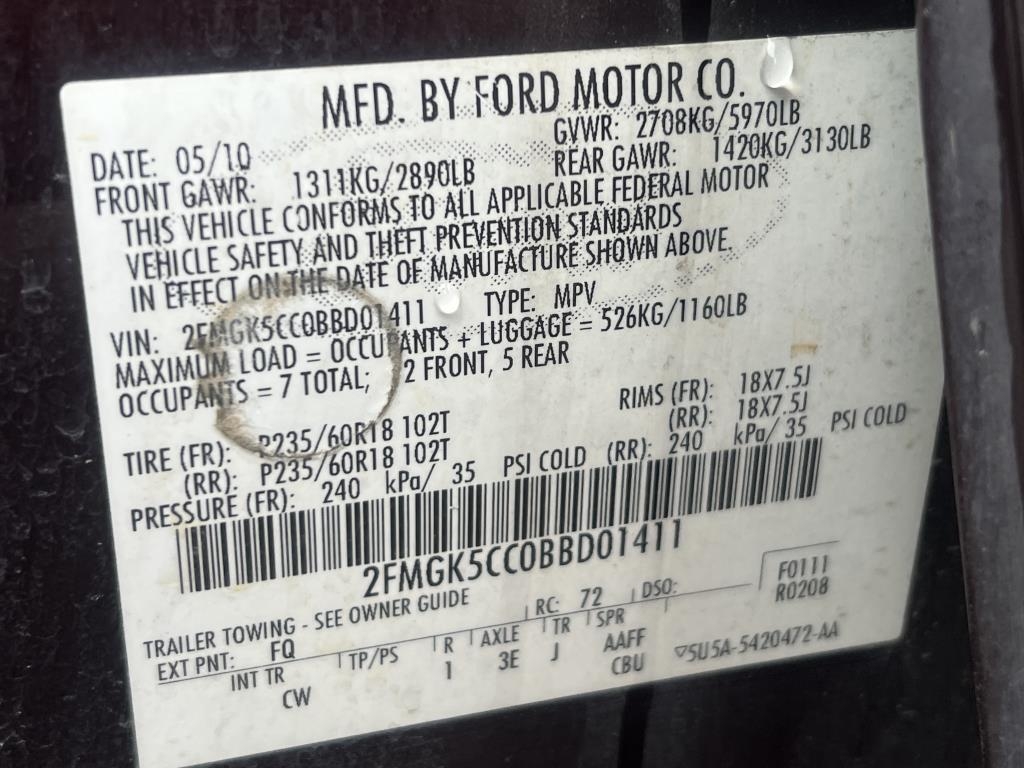 MFD. BY FORD MOTOR CO.
DATE: 05/10 GVWR: 2708KG/5970LB
FRONT GAWR: 1311KG/2890LB REAR GAWR: 1420KG/3130LB
THIS VEHICLE CONFORMS TO ALL APPLICABLE FEDERAL MOTOR
VEHICLE SAFETY AND THEFT PREVENTION STANDARDS
IN EFFECT ON THE DATE OF MANUFACTURE SHOWN ABOVE.
VIN: 2FMGK5CC0BBD01411 TYPE: MPV
MAXIMUM LOAD = OCCUPANTS + LUGGAGE = 526KG/1160LB
OCCUPANTS = 7 TOTAL; 2 FRONT, 5 REAR
TIRE (FR): P235/60R18 102T RIMS (FR): 18X7.5J
(RR): P235/60R18 102T (RR): 18X7.5J
PRESSURE (FR): 240 kPa/ 35 PSI COLD (RR): 240 kPa/ 35 PSI COLD
2FMGK5CC0BBD01411
F0111
R0208
TRAILER TOWING - SEE OWNER GUIDE RC: 72 DSO:
EXT PNT: FQ
INT TR TP/PS R AXLE TR SPR
CW 1 3E J AAFF
CBU
▽5U5A-5420472-AA